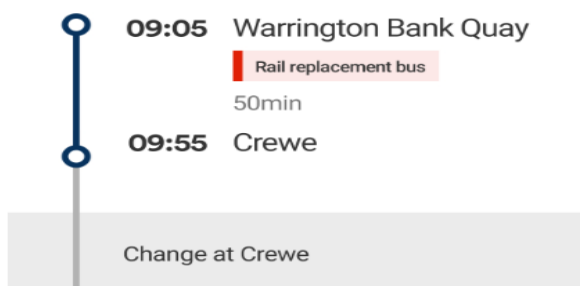 09:05 Warrington Bank Quay
Rail replacement bus
50min
09:55 Crewe
Change at Crewe